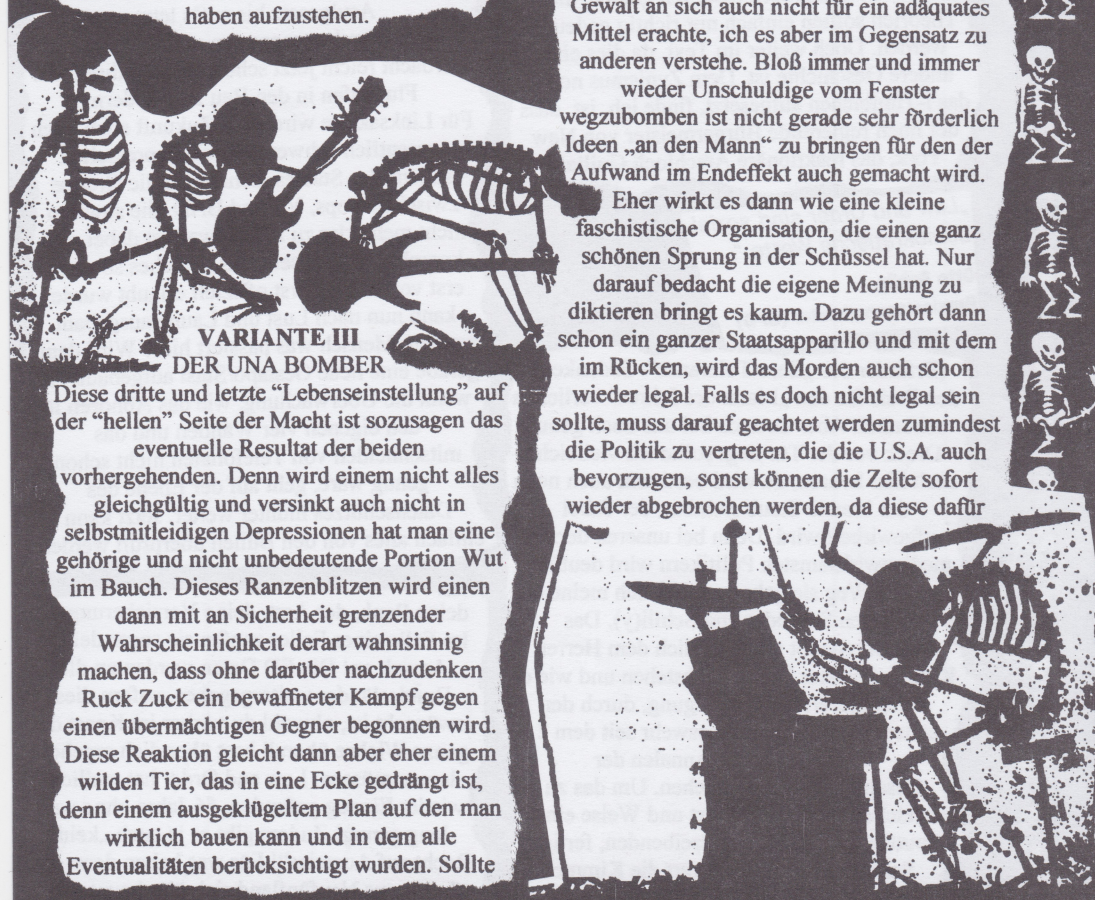 haben aufzustehen.
VARIANTE III
DER UNA BOMBER
Diese dritte und letzte “Lebenseinstellung” auf
der “hellen” Seite der Macht ist sozusagen das
eventuelle Resultat der beiden
vorhergehenden. Denn wird einem nicht alles
gleichgültig und versinkt auch nicht in
selbstmitleidigen Depressionen hat man eine
gehörige und nicht unbedeutende Portion Wut
im Bauch. Dieses Ranzenblitzen wird einen
dann mit an Sicherheit grenzender
Wahrscheinlichkeit derart wahnsinnig
machen, dass ohne darüber nachzudenken
Ruck Zuck ein bewaffneter Kampf gegen
einen übermächtigen Gegner begonnen wird.
Diese Reaktion gleicht dann aber eher einem
wilden Tier, das in eine Ecke gedrängt ist,
denn einem ausgeklügeltem Plan auf den man
wirklich bauen kann und in dem alle
Eventualitäten berücksichtigt wurden. Sollte
Gewalt an sich auch nicht für ein adäquates
Mittel erachte, ich es aber im Gegensatz zu
anderen verstehe. Bloß immer und immer
wieder Unschuldige vom Fenster
wegzubomben ist nicht gerade sehr förderlich
Ideen „an den Mann“ zu bringen für den der
Aufwand im Endeffekt auch gemacht wird.
Eher wirkt es dann wie eine kleine
faschistische Organisation, die einen ganz
schönen Sprung in der Schüssel hat. Nur
darauf bedacht die eigene Meinung zu
diktieren bringt es kaum. Dazu gehört dann
schon ein ganzer Staatsapparillo und mit dem
im Rücken, wird das Morden auch schon
wieder legal. Falls es doch nicht legal sein
sollte, muss darauf geachtet werden zumindest
die Politik zu vertreten, die die U.S.A. auch
bevorzugen, sonst können die Zelte sofort
wieder abgebrochen werden, da diese dafür